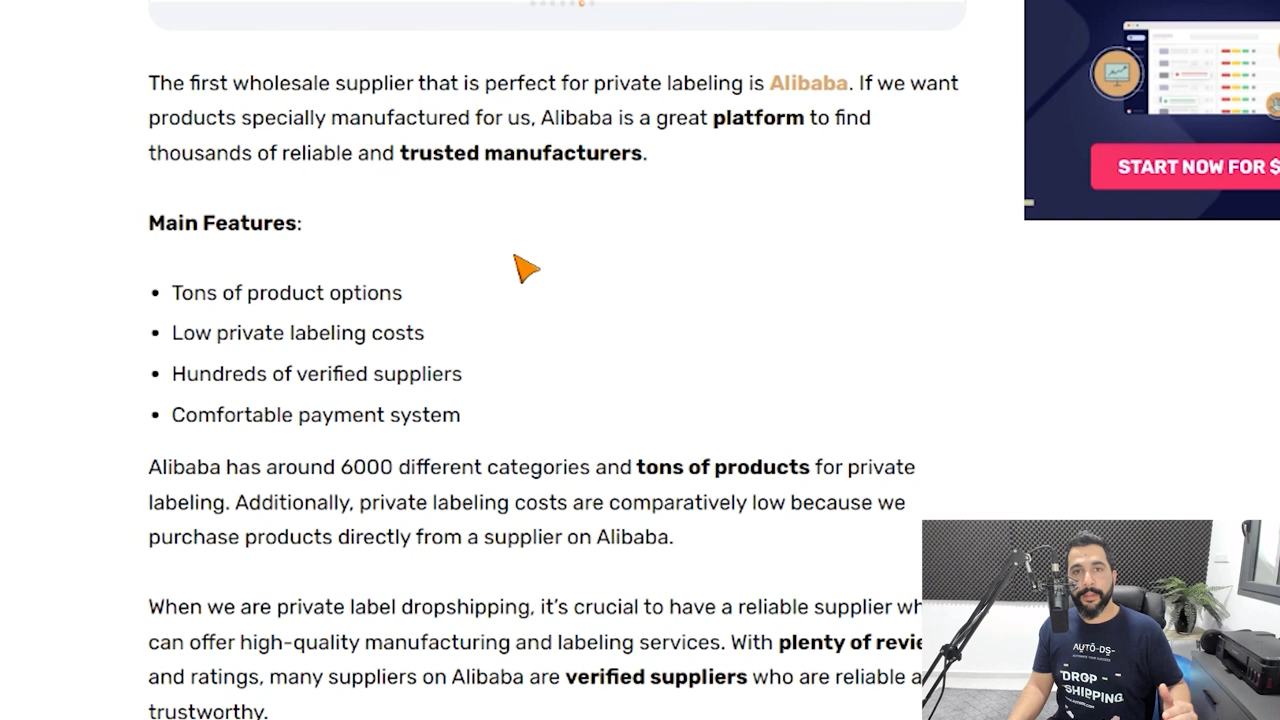 The first wholesale supplier that is perfect for private labeling is Alibaba. If we want
products specially manufactured for us, Alibaba is a great platform to find
thousands of reliable and trusted manufacturers.
START NOW FOR $
Main Features:
• Tons of product options
• Low private labeling costs
• Hundreds of verified suppliers
• Comfortable payment system
Alibaba has around 6000 different categories and tons of products for private
labeling. Additionally, private labeling costs are comparatively low because we
purchase products directly from a supplier on Alibaba.
When we are private label dropshipping, it's crucial to have a reliable supplier wh
can offer high-quality manufacturing and labeling services. With plenty of revie
and ratings, many suppliers on Alibaba are verified suppliers who are reliable a
trustworthy.
AUTO-DS
DROP
SHIPPING